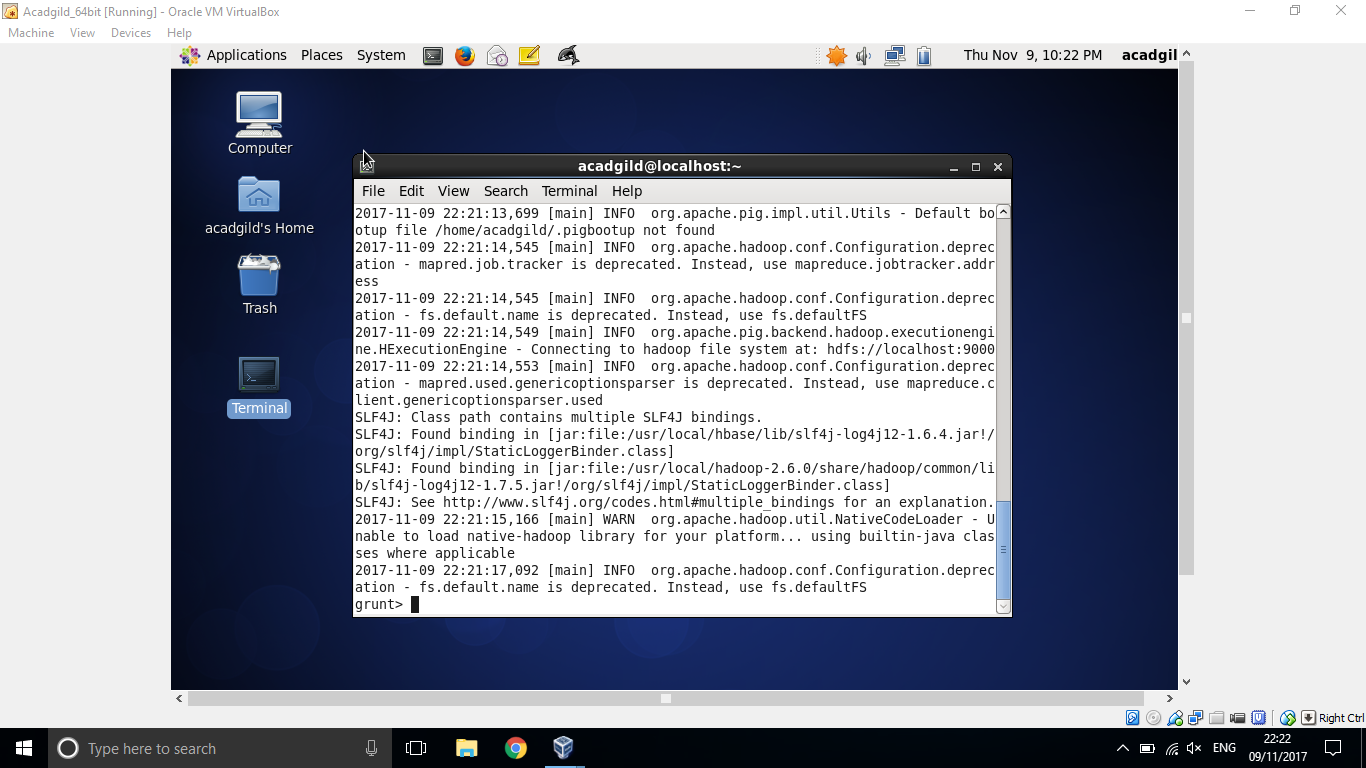 Acadgild_64bit [Running] - Oracle VM VirtualBox
Machine View Devices Help
Applications Places System Thu Nov 9, 10:22 PM acadgil
Computer
acadgild's Home
Trash
Terminal
acadgild@localhost:~
File Edit View Search Terminal Help
2017-11-09 22:21:13,699 [main] INFO  org.apache.pig.impl.util.Utils - Default bo
otup file /home/acadgild/.pigbootup not found
2017-11-09 22:21:14,545 [main] INFO  org.apache.hadoop.conf.Configuration.deprec
ation - mapred.job.tracker is deprecated. Instead, use mapreduce.jobtracker.addr
ess
2017-11-09 22:21:14,545 [main] INFO  org.apache.hadoop.conf.Configuration.deprec
ation - fs.default.name is deprecated. Instead, use fs.defaultFS
2017-11-09 22:21:14,549 [main] INFO  org.apache.pig.backend.hadoop.executionengi
ne.HExecutionEngine - Connecting to hadoop file system at: hdfs://localhost:9000
2017-11-09 22:21:14,553 [main] INFO  org.apache.hadoop.conf.Configuration.deprec
ation - mapred.used.genericoptionsparser is deprecated. Instead, use mapreduce.c
lient.genericoptionsparser.used
SLF4J: Class path contains multiple SLF4J bindings.
SLF4J: Found binding in [jar:file:/usr/local/hbase/lib/slf4j-log4j12-1.6.4.jar!/
org/slf4j/impl/StaticLoggerBinder.class]
SLF4J: Found binding in [jar:file:/usr/local/hadoop-2.6.0/share/hadoop/common/li
b/slf4j-log4j12-1.7.5.jar!/org/slf4j/impl/StaticLoggerBinder.class]
SLF4J: See http://www.slf4j.org/codes.html#multiple_bindings for an explanation.
2017-11-09 22:21:15,166 [main] WARN  org.apache.hadoop.util.NativeCodeLoader - U
nable to load native-hadoop library for your platform... using builtin-java clas
ses where applicable
2017-11-09 22:21:17,092 [main] INFO  org.apache.hadoop.conf.Configuration.deprec
ation - fs.default.name is deprecated. Instead, use fs.defaultFS
grunt>
Right Ctrl
Type here to search
ENG
22:22
09/11/2017